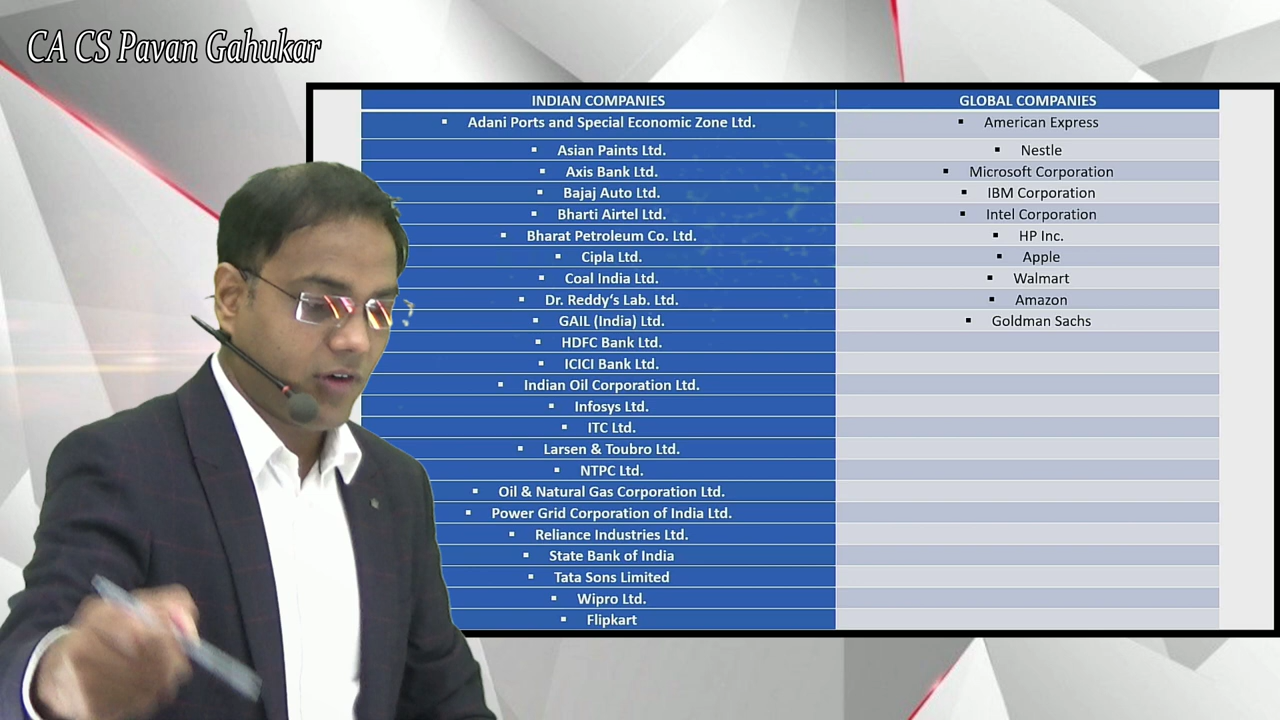 CA CS Pavan Gahukar
INDIAN COMPANIES GLOBAL COMPANIES
▪ Adani Ports and Special Economic Zone Ltd. ▪ American Express
▪ Asian Paints Ltd. ▪ Nestle
▪ Axis Bank Ltd. ▪ Microsoft Corporation
▪ Bajaj Auto Ltd. ▪ IBM Corporation
▪ Bharti Airtel Ltd. ▪ Intel Corporation
▪ Bharat Petroleum Co. Ltd. ▪ HP Inc.
▪ Cipla Ltd. ▪ Apple
▪ Coal India Ltd. ▪ Walmart
▪ Dr. Reddy‘s Lab. Ltd. ▪ Amazon
▪ GAIL (India) Ltd. ▪ Goldman Sachs
▪ HDFC Bank Ltd.
▪ ICICI Bank Ltd.
▪ Indian Oil Corporation Ltd.
▪ Infosys Ltd.
▪ ITC Ltd.
▪ Larsen & Toubro Ltd.
▪ NTPC Ltd.
▪ Oil & Natural Gas Corporation Ltd.
▪ Power Grid Corporation of India Ltd.
▪ Reliance Industries Ltd.
▪ State Bank of India
▪ Tata Sons Limited
▪ Wipro Ltd.
▪ Flipkart